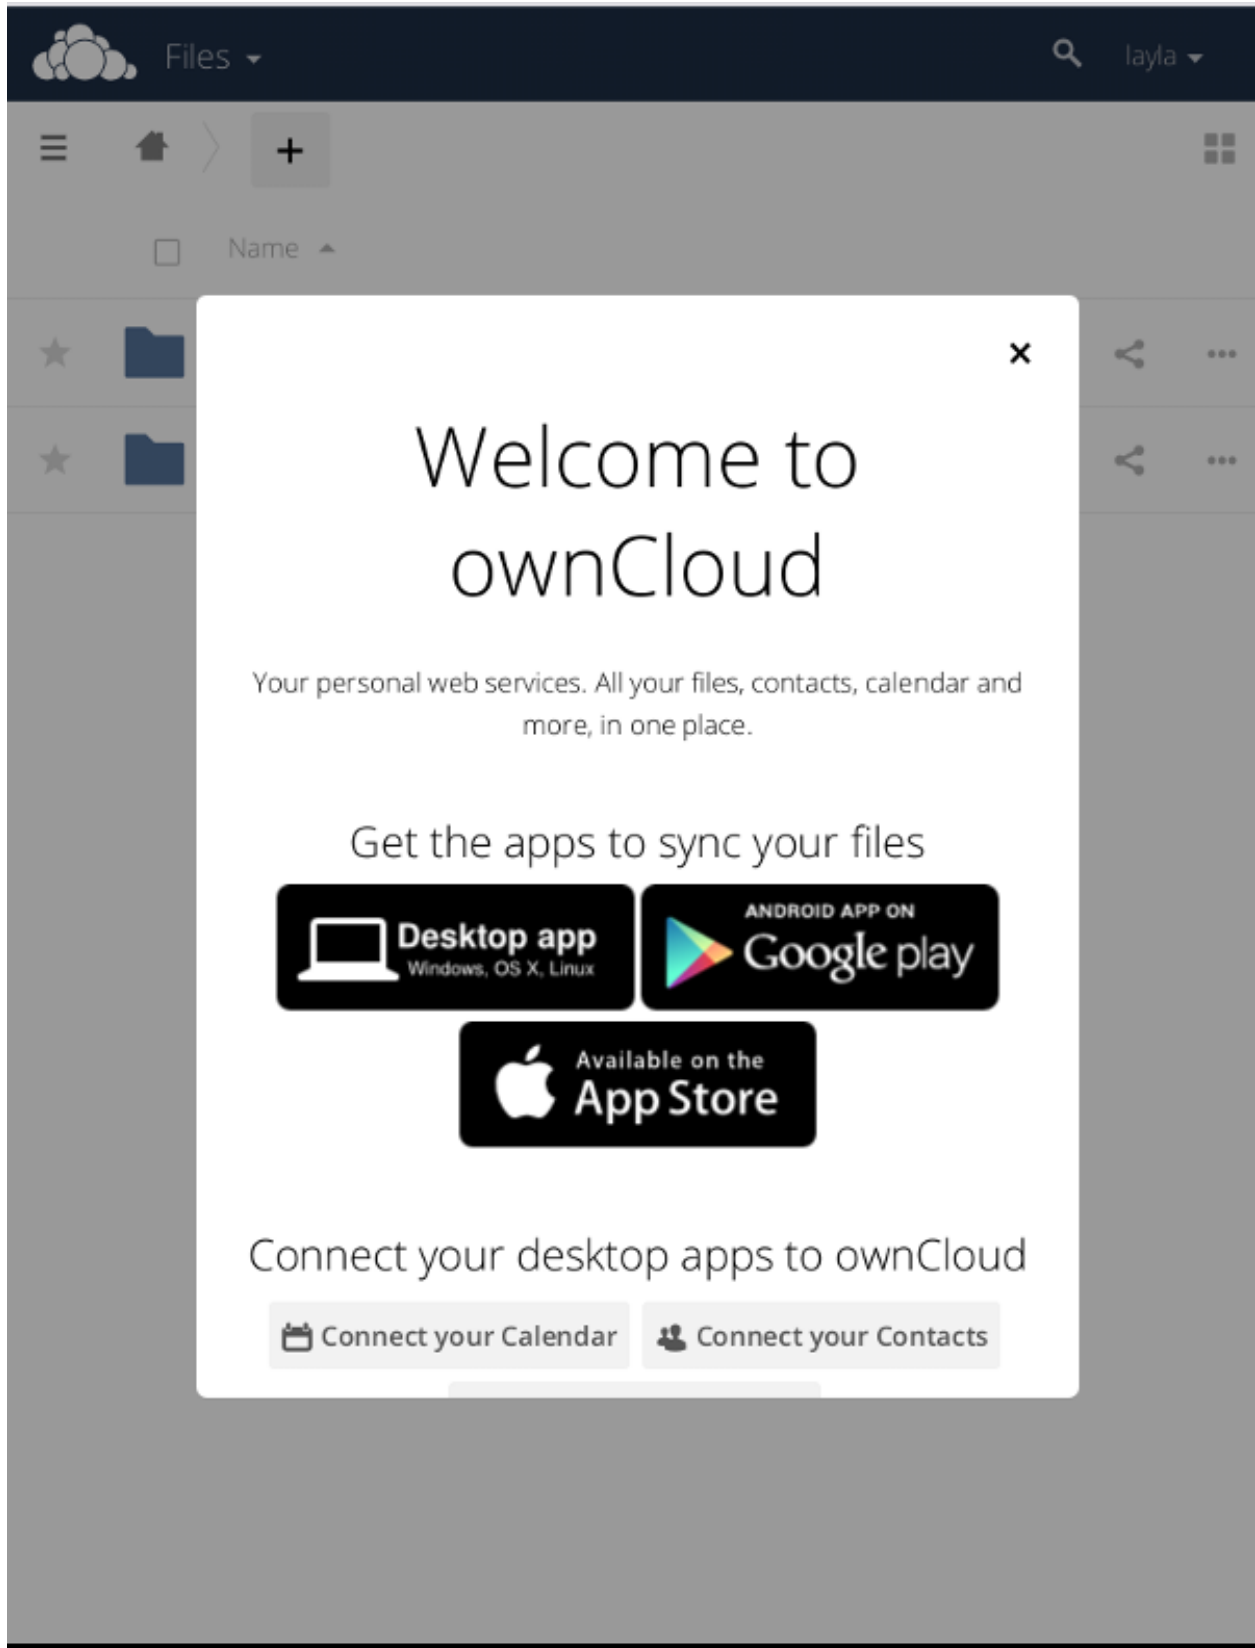 Files
layla
Name
Welcome to
ownCloud
Your personal web services. All your files, contacts, calendar and
more, in one place.
Get the apps to sync your files
Desktop app
Windows, OS X, Linux
ANDROID APP ON
Google play
Available on the
App Store
Connect your desktop apps to ownCloud
Connect your Calendar
Connect your Contacts